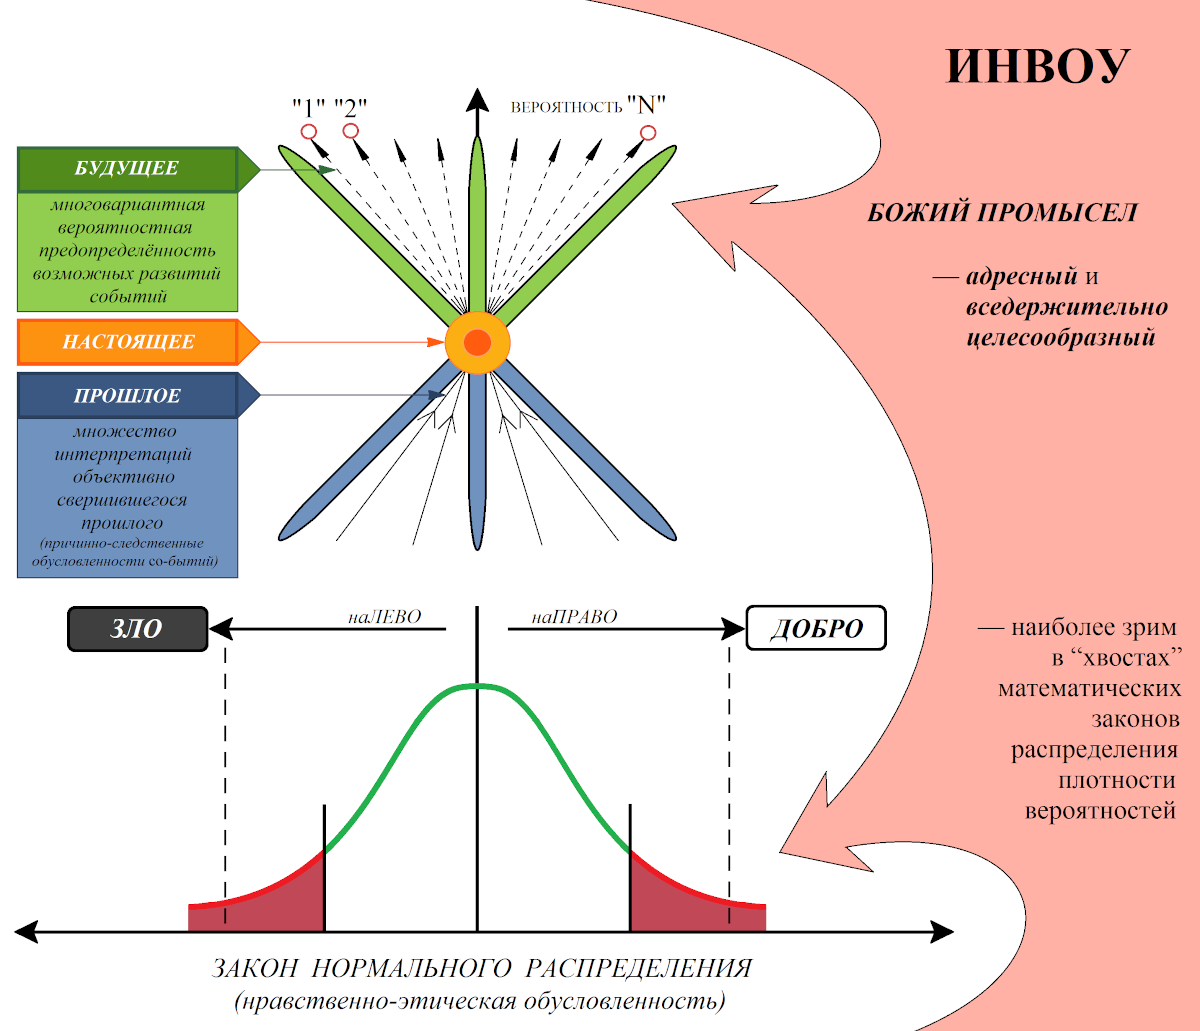 ИНВОУ
"1" "2"
ВЕРОЯТНОСТЬ "N"
БУДУЩЕЕ
многовариантная
вероятностная
предопределённость
возможных развитий
событий
НАСТОЯЩЕЕ
ПРОШЛОЕ
множество
интерпретаций
объективно
свершившегося
прошлого
(причинно-следственные
обусловленности со-бытий)
БОЖИЙ ПРОМЫСЕЛ
— адресный и
вседержительно
целесообразный
ЗЛО
наЛЕВО
наПРАВО
ДОБРО
— наиболее зрим
в “хвостах”
математических
законов
распределения
плотности
вероятностей
ЗАКОН НОРМАЛЬНОГО РАСПРЕДЕЛЕНИЯ
(нравственно-этическая обусловленность)